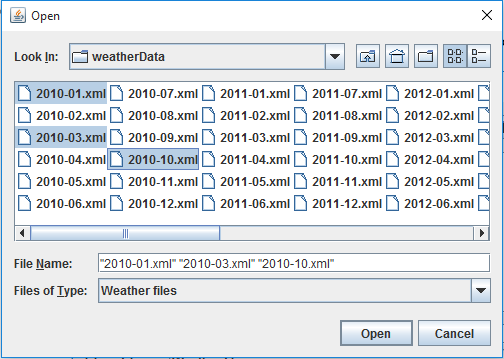 Open
Look In: weatherData
2010-01.xml 2010-07.xml 2011-01.xml 2011-07.xml 2012-01.xml
2010-02.xml 2010-08.xml 2011-02.xml 2011-08.xml 2012-02.xml
2010-03.xml 2010-09.xml 2011-03.xml 2011-09.xml 2012-03.xml
2010-04.xml 2010-10.xml 2011-04.xml 2011-10.xml 2012-04.xml
2010-05.xml 2010-11.xml 2011-05.xml 2011-11.xml 2012-05.xml
2010-06.xml 2010-12.xml 2011-06.xml 2011-12.xml 2012-06.xml
File Name: "2010-01.xml" "2010-03.xml" "2010-10.xml"
Files of Type: Weather files
Open Cancel